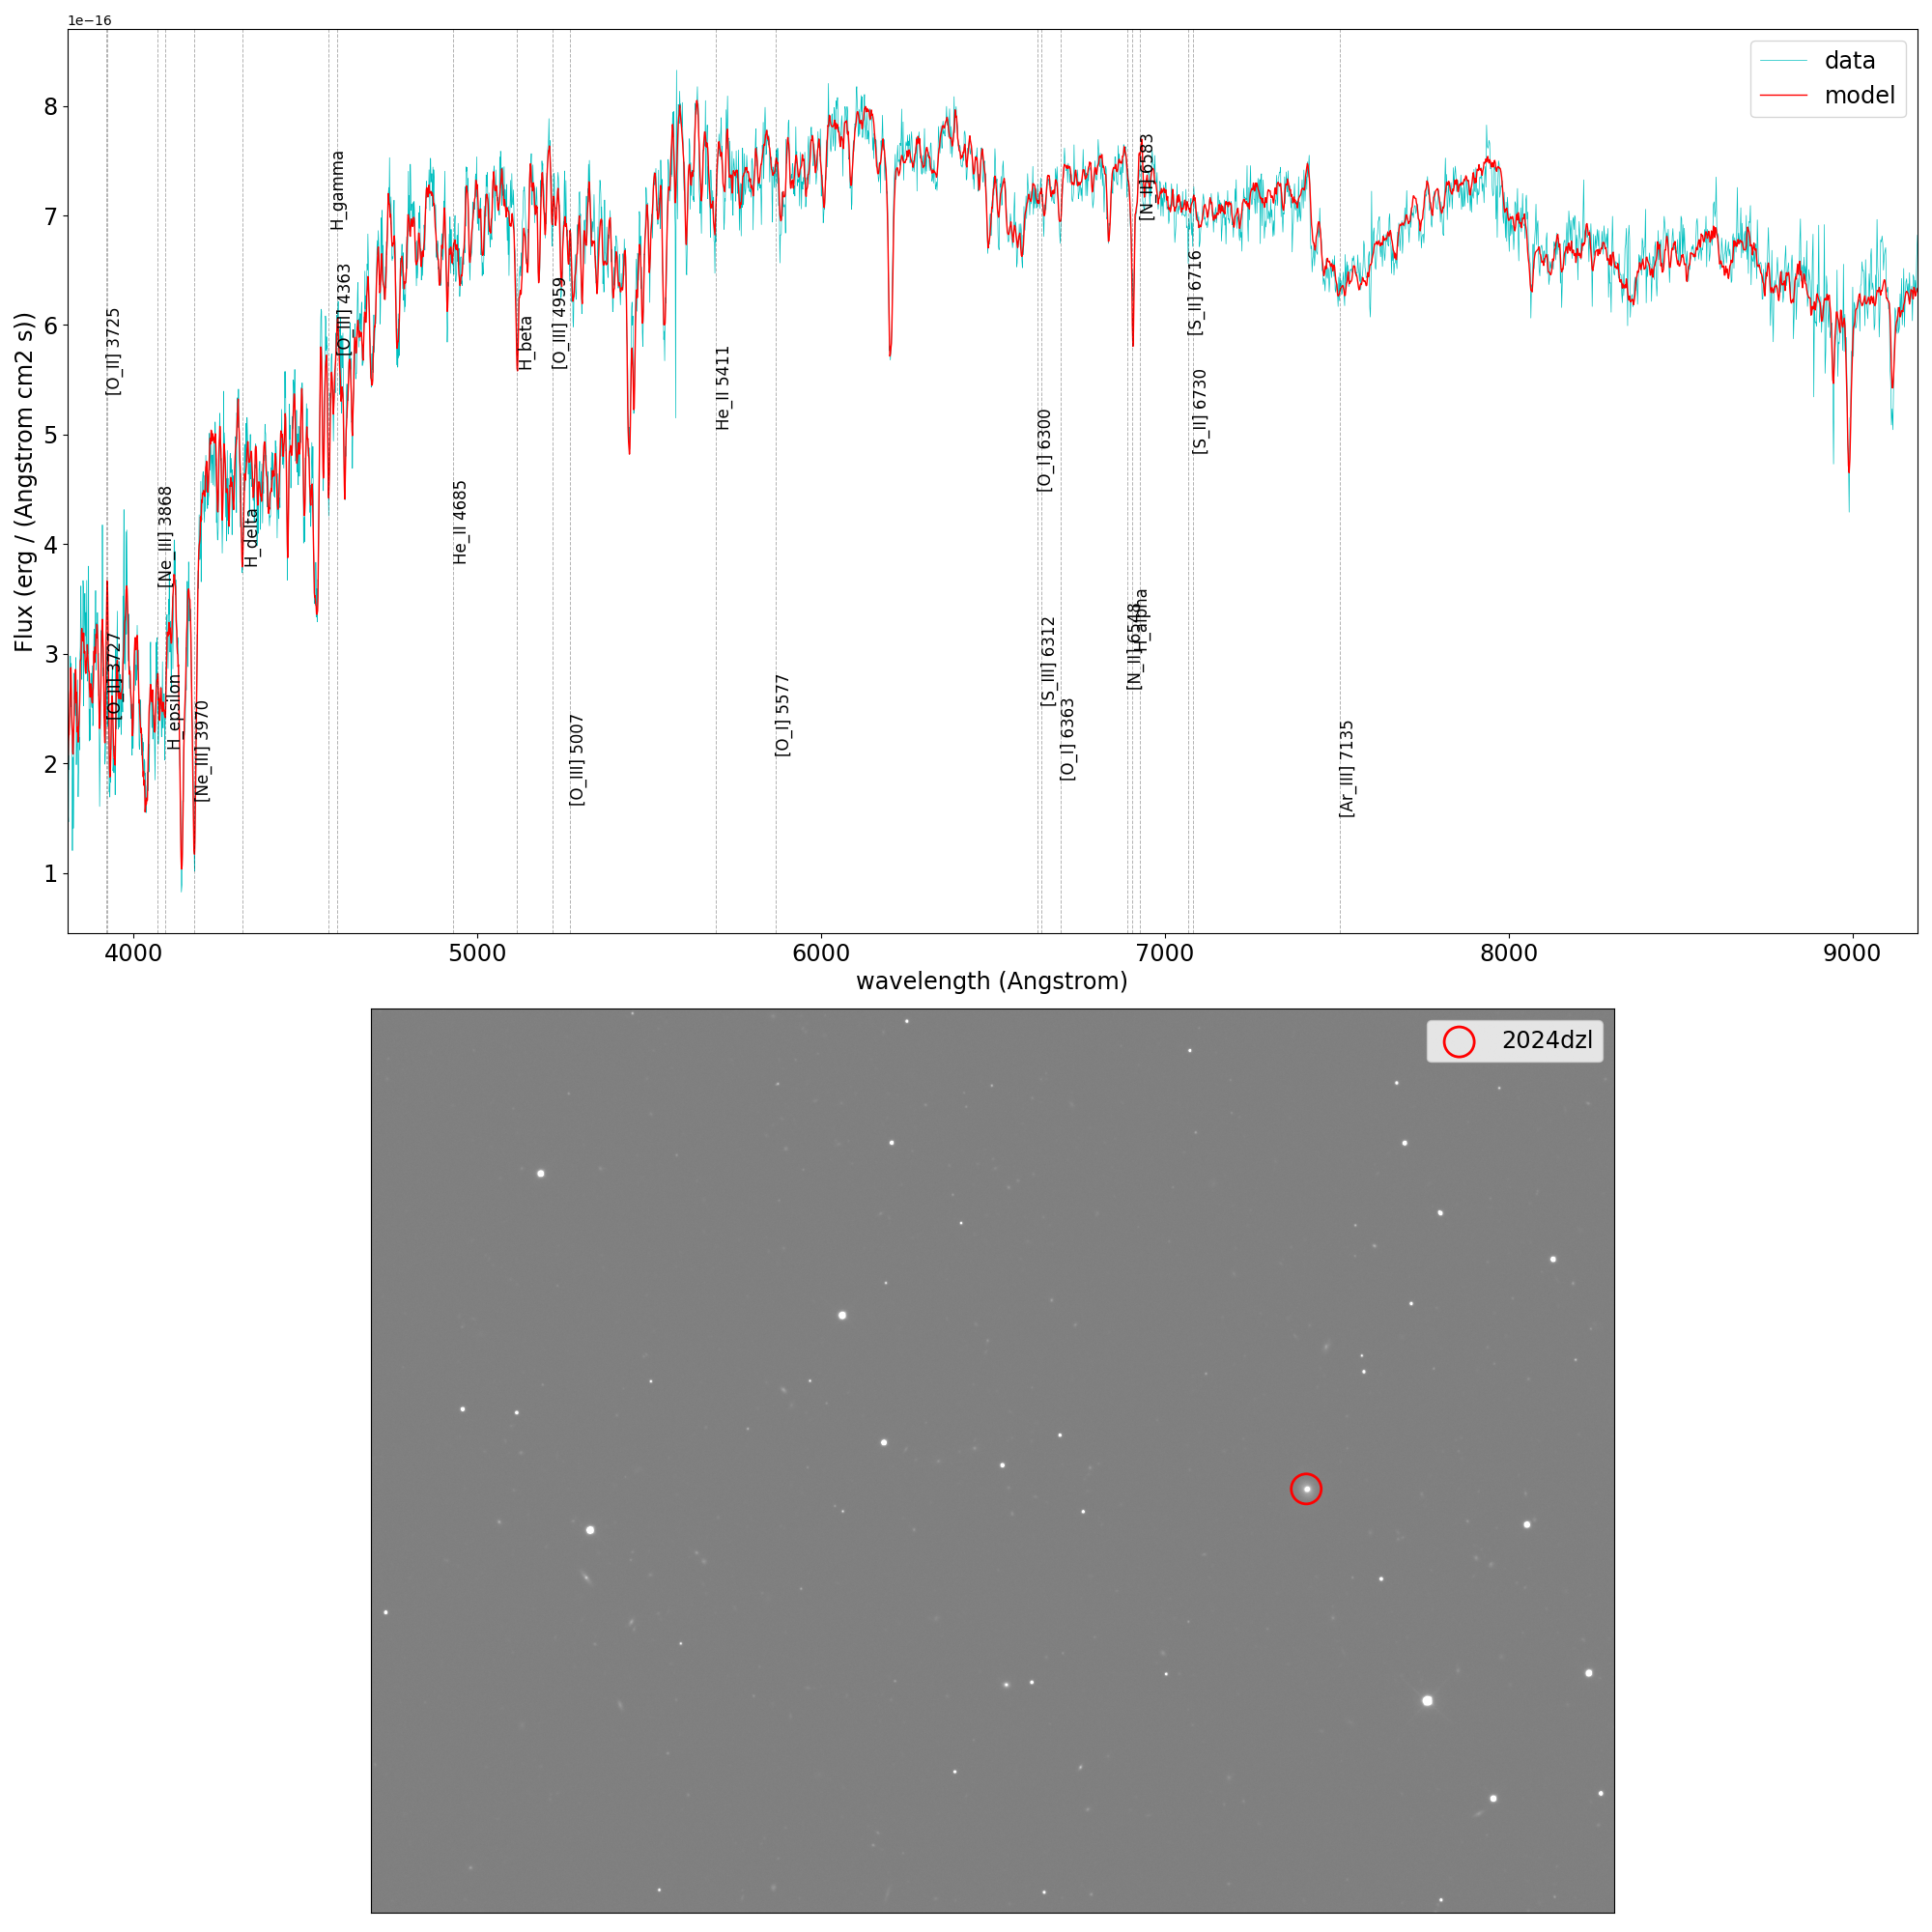 1e−16
data
model
8
7
6
5
4
3
2
1
Flux (erg / (Angstrom cm2 s))
[O_II] 3725
[O_II] 3727
[Ne_III] 3868
H_epsilon
[Ne_III] 3970
H_delta
H_gamma
[O_III] 4363
He_II 4685
H_beta
[O_III] 4959
[O_III] 5007
He_II 5411
[O_I] 5577
[O_I] 6300
[S_III] 6312
[O_I] 6363
[N_II] 6548
H_alpha
[N_II] 6583
[S_II] 6716
[S_II] 6730
[Ar_III] 7135
4000 5000 6000 7000 8000 9000
wavelength (Angstrom)
2024dzl